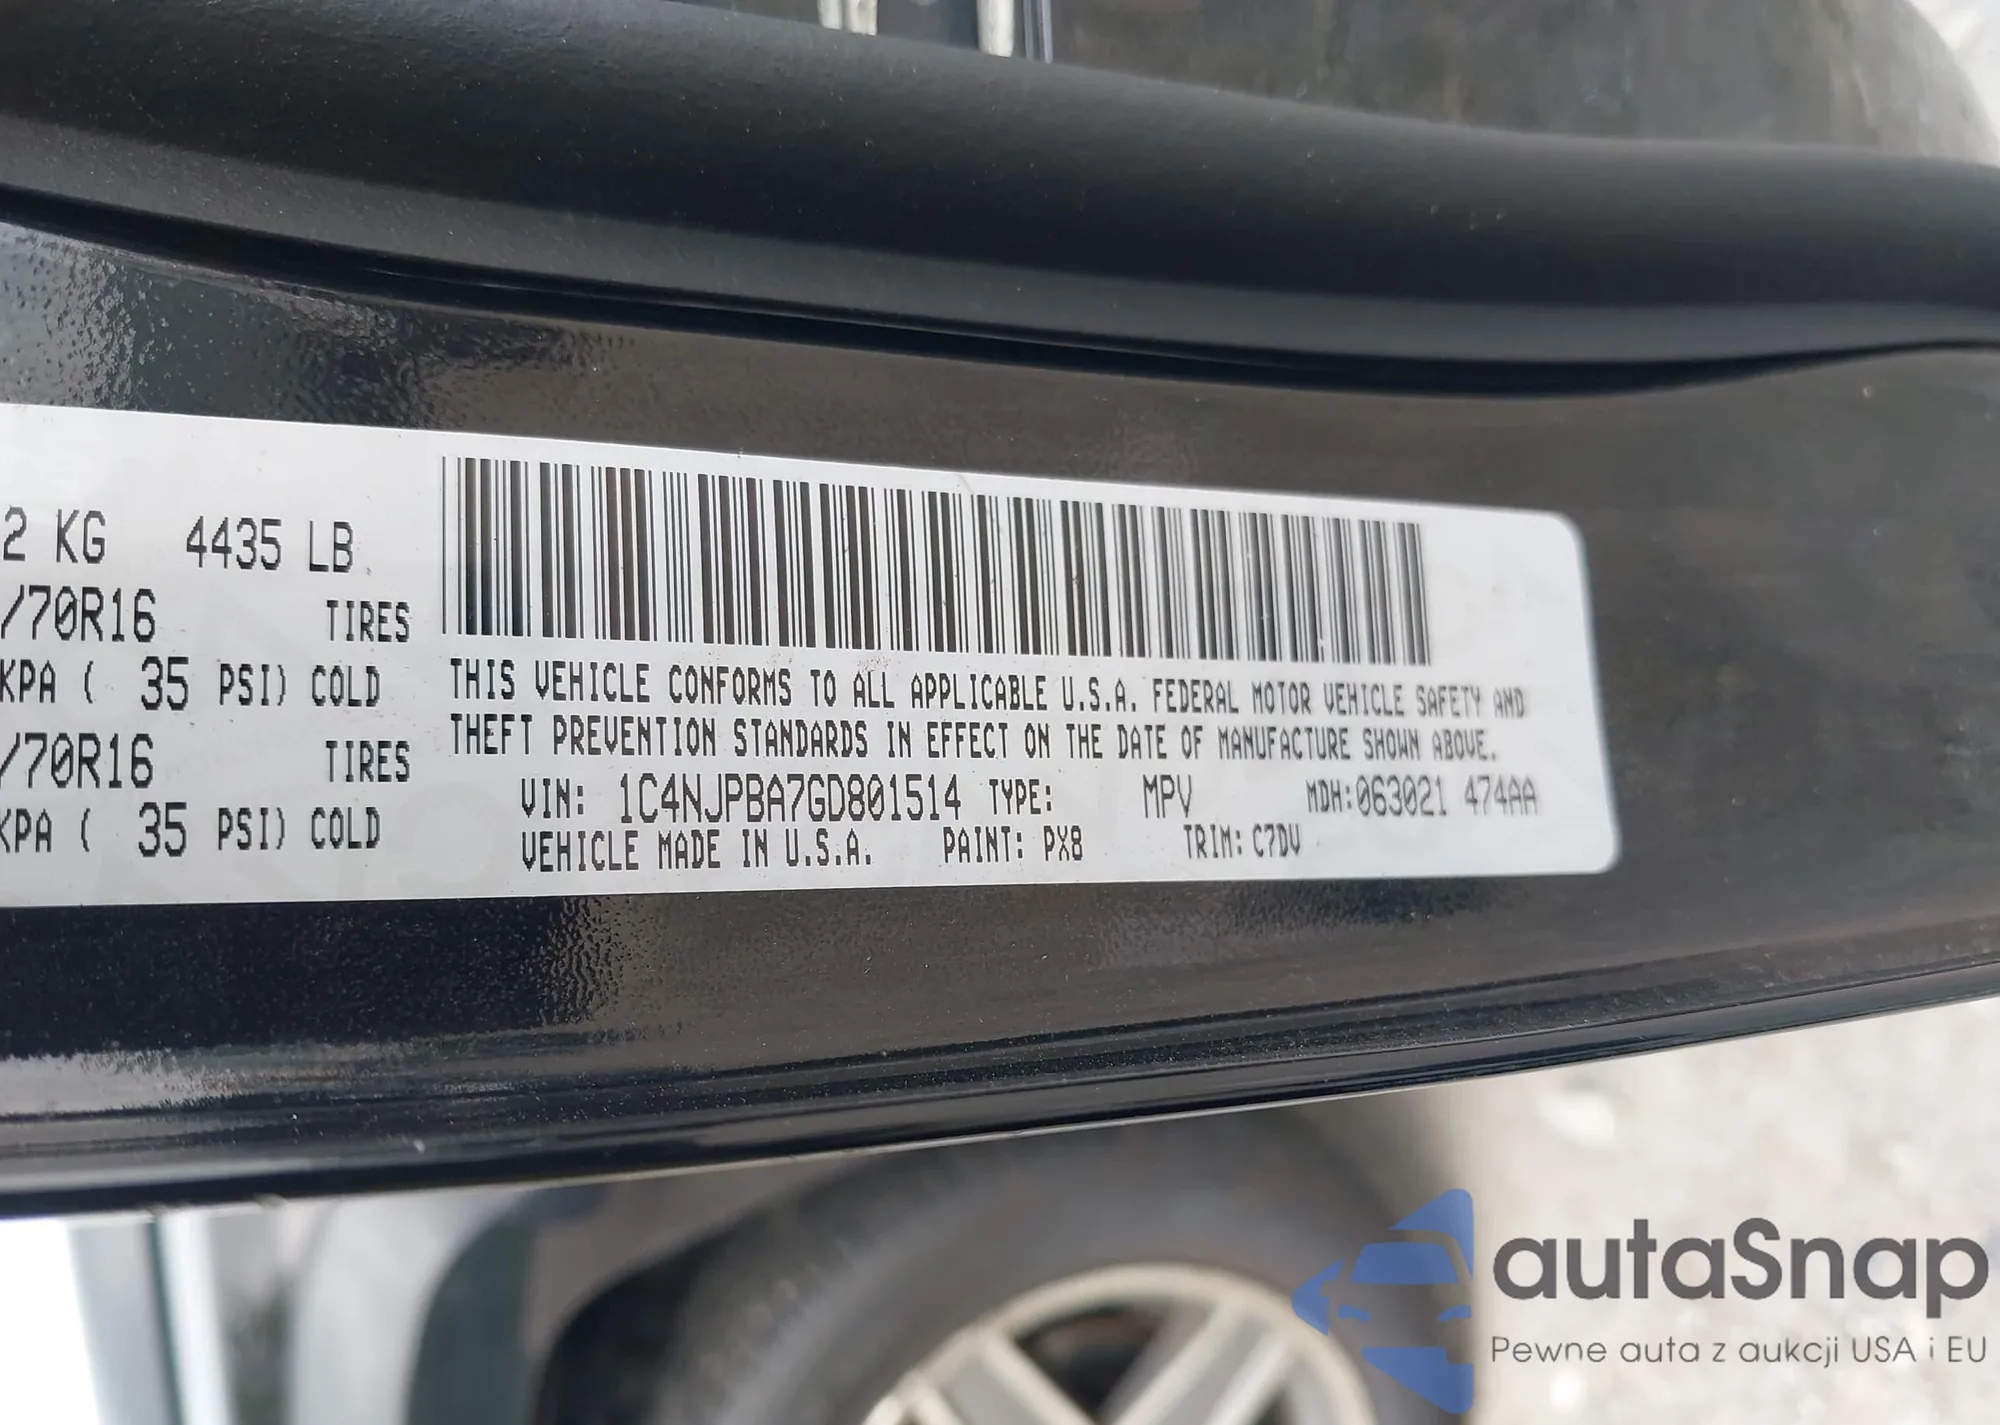 2 KG 4435 LB
/70R16 TIRES
KPA ( 35 PSI) COLD
/70R16 TIRES
KPA ( 35 PSI) COLD
THIS VEHICLE CONFORMS TO ALL APPLICABLE U.S.A. FEDERAL MOTOR VEHICLE SAFETY AND
THEFT PREVENTION STANDARDS IN EFFECT ON THE DATE OF MANUFACTURE SHOWN ABOVE.
VIN: 1C4NJPBA7GD801514 TYPE: MPV MDH:063021 474AA
VEHICLE MADE IN U.S.A. PAINT: PX8 TRIM: C7DV
autaSnap
Pewne auta z aukcji USA i EU